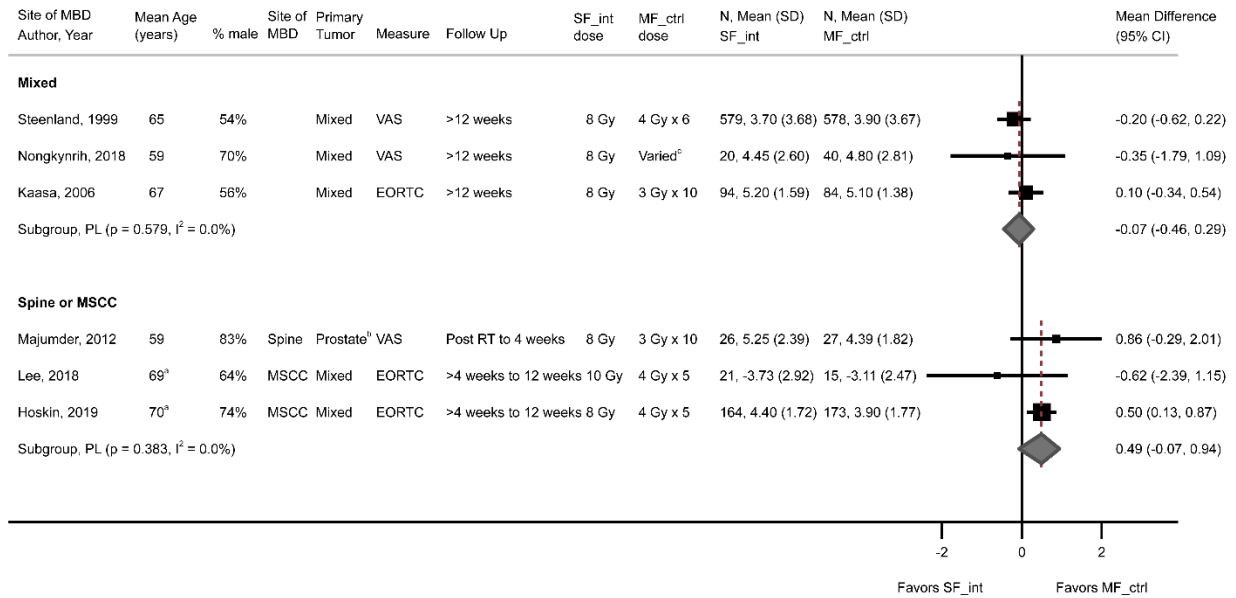 Site of MBD Author, Year Mean Age (years) % male Site of MBD Primary Tumor Measure Follow Up SF_int dose MF_ctrl dose N, Mean (SD) SF_int N, Mean (SD) MF_ctrl Mean Difference (95% CI)
Mixed
Steenland, 1999 65 54% Mixed VAS >12 weeks 8 Gy 4 Gy x 6 579, 3.70 (3.68) 578, 3.90 (3.67) -0.20 (-0.62, 0.22)
Nongkynrih, 2018 59 70% Mixed VAS >12 weeks 8 Gy Variedᶜ 20, 4.45 (2.60) 40, 4.80 (2.81) -0.35 (-1.79, 1.09)
Kaasa, 2006 67 56% Mixed EORTC >12 weeks 8 Gy 3 Gy x 10 94, 5.20 (1.59) 84, 5.10 (1.38) 0.10 (-0.34, 0.54)
Subgroup, PL (p = 0.579, I² = 0.0%) -0.07 (-0.46, 0.29)
Spine or MSCC
Majumder, 2012 59 83% Spine Prostateᵇ VAS Post RT to 4 weeks 8 Gy 3 Gy x 10 26, 5.25 (2.39) 27, 4.39 (1.82) 0.86 (-0.29, 2.01)
Lee, 2018 69ᵃ 64% MSCC Mixed EORTC >4 weeks to 12 weeks 10 Gy 4 Gy x 5 21, -3.73 (2.92) 15, -3.11 (2.47) -0.62 (-2.39, 1.15)
Hoskin, 2019 70ᵃ 74% MSCC Mixed EORTC >4 weeks to 12 weeks 8 Gy 4 Gy x 5 164, 4.40 (1.72) 173, 3.90 (1.77) 0.50 (0.13, 0.87)
Subgroup, PL (p = 0.383, I² = 0.0%) 0.49 (-0.07, 0.94)
-2 0 2
Favors SF_int Favors MF_ctrl